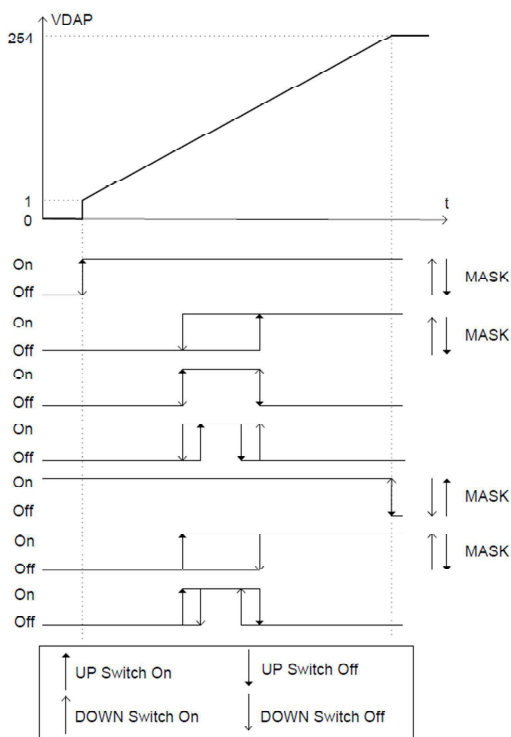 VDAP
254
1
0
t
On
Off
MASK
On
Off
MASK
On
Off
On
Off
On
Off
MASK
On
Off
MASK
On
Off
UP Switch On
UP Switch Off
DOWN Switch On
DOWN Switch Off